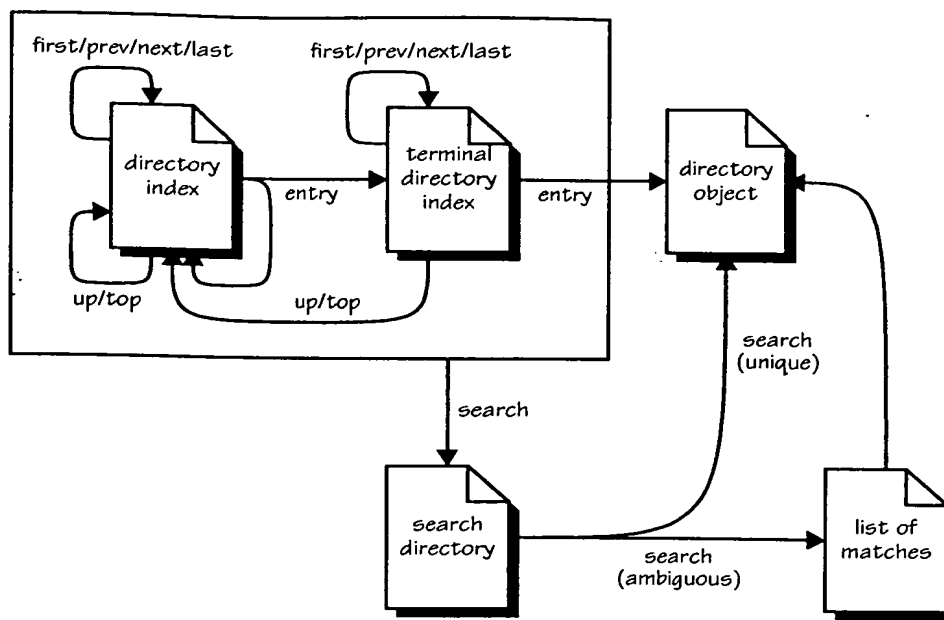 first/prev/next/last
first/prev/next/last
directory
index
entry
terminal
directory
index
entry
directory
object
up/top
up/top
search
(unique)
search
search
directory
search
(ambiguous)
list of
matches